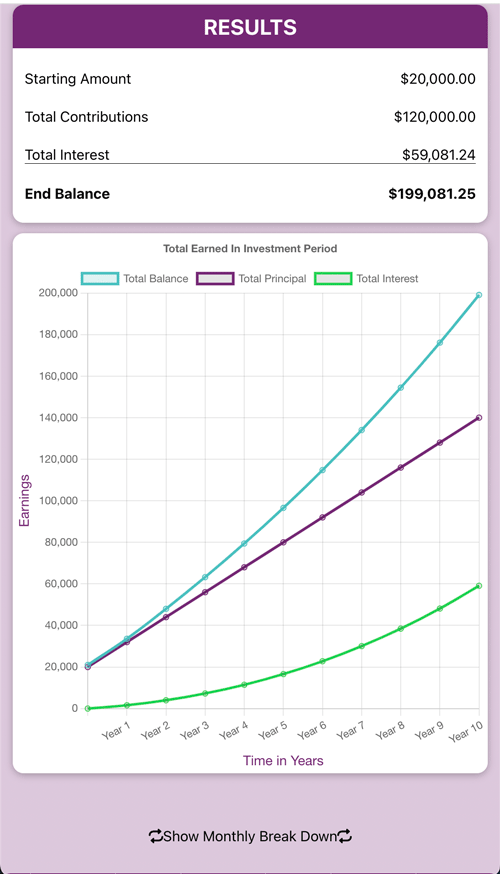 RESULTS
Starting Amount $20,000.00
Total Contributions $120,000.00
Total Interest $59,081.24
End Balance $199,081.25
Total Earned In Investment Period
Total Balance Total Principal Total Interest
200,000
180,000
160,000
140,000
120,000
100,000
80,000
60,000
40,000
20,000
0
Earnings
Year 1 Year 2 Year 3 Year 4 Year 5 Year 6 Year 7 Year 8 Year 9 Year 10
Time in Years
Show Monthly Break Down